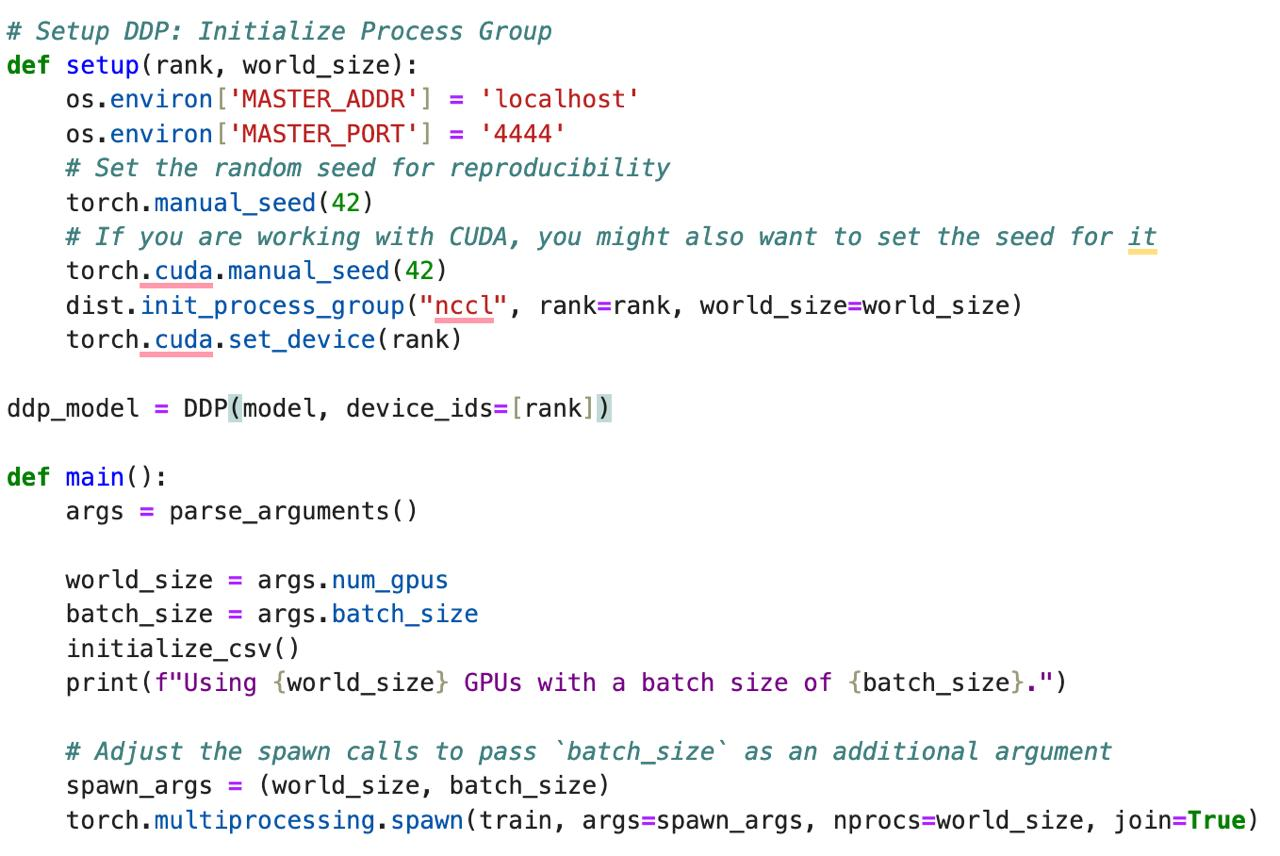 # Setup DDP: Initialize Process Group
def setup(rank, world_size):
    os.environ['MASTER_ADDR'] = 'localhost'
    os.environ['MASTER_PORT'] = '4444'
    # Set the random seed for reproducibility
    torch.manual_seed(42)
    # If you are working with CUDA, you might also want to set the seed for it
    torch.cuda.manual_seed(42)
    dist.init_process_group("nccl", rank=rank, world_size=world_size)
    torch.cuda.set_device(rank)

ddp_model = DDP(model, device_ids=[rank])

def main():
    args = parse_arguments()

    world_size = args.num_gpus
    batch_size = args.batch_size
    initialize_csv()
    print(f"Using {world_size} GPUs with a batch size of {batch_size}.")

    # Adjust the spawn calls to pass `batch_size` as an additional argument
    spawn_args = (world_size, batch_size)
    torch.multiprocessing.spawn(train, args=spawn_args, nprocs=world_size, join=True)